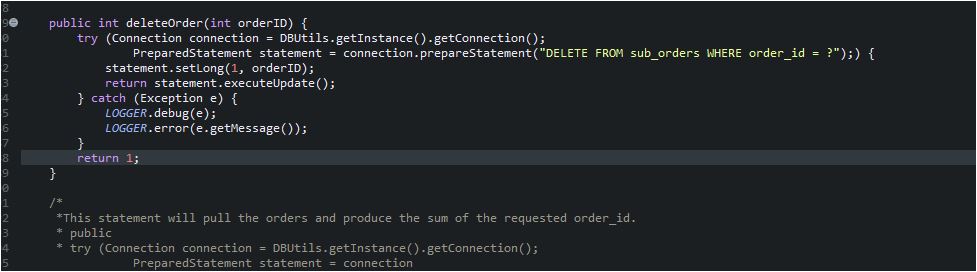 8
9 public int deleteOrder(int orderID) {
0 try (Connection connection = DBUtils.getInstance().getConnection();
1 PreparedStatement statement = connection.prepareStatement("DELETE FROM sub_orders WHERE order_id = ?");) {
2 statement.setLong(1, orderID);
3 return statement.executeUpdate();
4 } catch (Exception e) {
5 LOGGER.debug(e);
6 LOGGER.error(e.getMessage());
7 }
8 return 1;
9 }
0
1 /*
2 *This statement will pull the orders and produce the sum of the requested order_id.
3 * public
4 * try (Connection connection = DBUtils.getInstance().getConnection();
5 PreparedStatement statement = connection